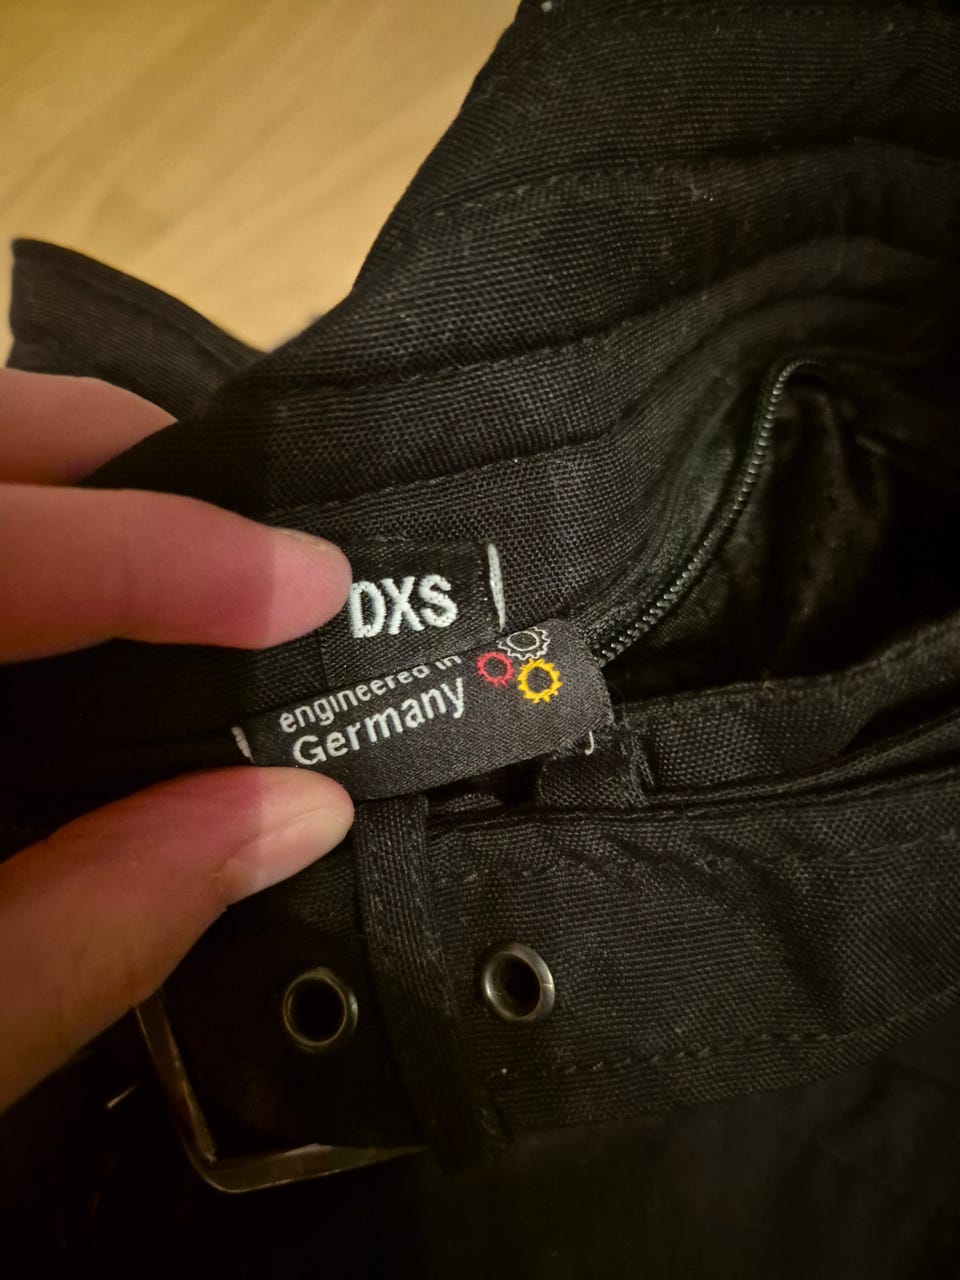 DXS
engineered in
Germany